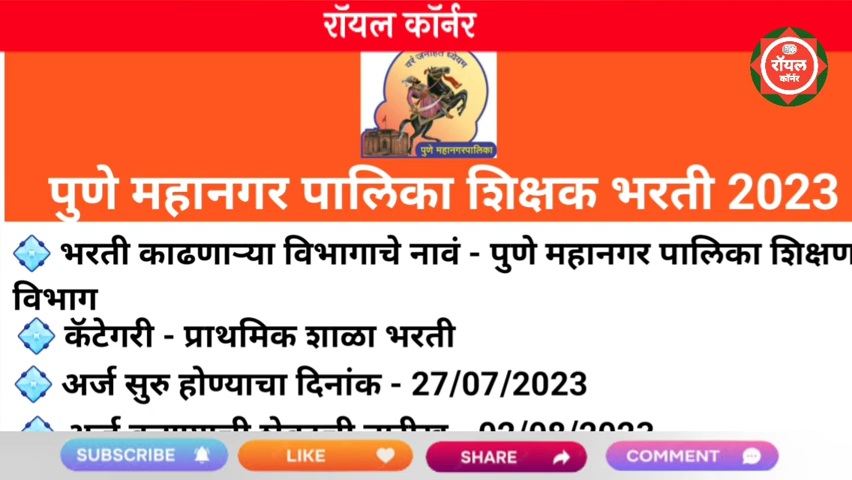 रॉयल कॉर्नर
रॉयल
कॉर्नर
पुणे महानगरपालिका
पुणे महानगर पालिका शिक्षक भरती 2023
भरती काढणाऱ्या विभागाचे नावं - पुणे महानगर पालिका शिक्षण
विभाग
कॅटेगरी - प्राथमिक शाळा भरती
अर्ज सुरु होण्याचा दिनांक - 27/07/2023
SUBSCRIBE
LIKE
SHARE
COMMENT